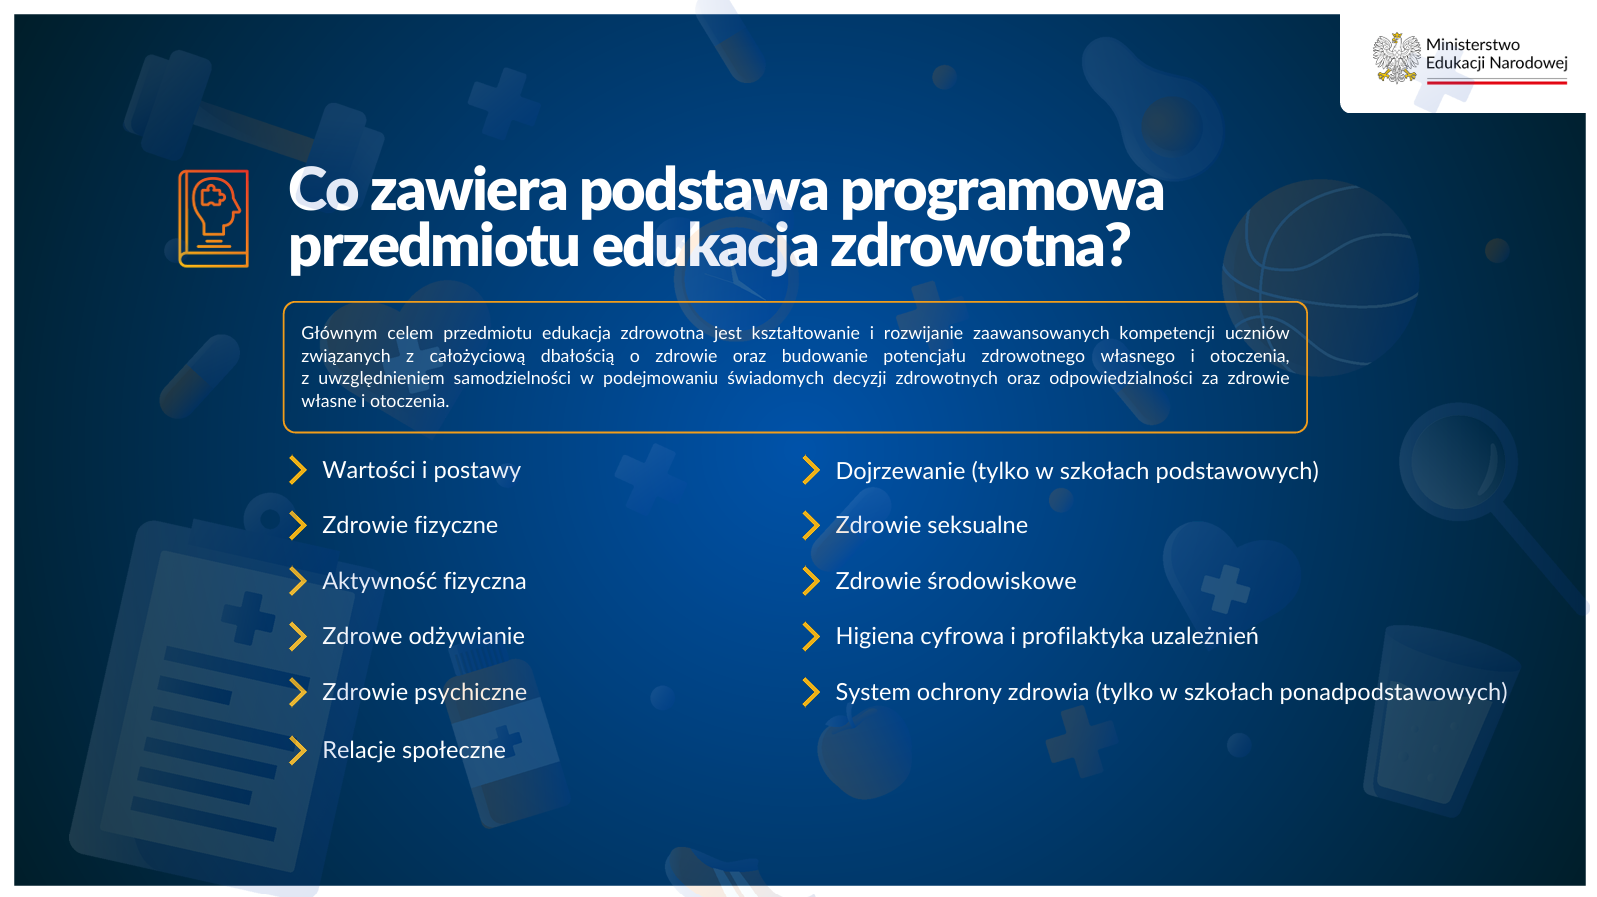 Ministerstwo
Edukacji Narodowej
Co zawiera podstawa programowa
przedmiotu edukacja zdrowotna?
Głównym celem przedmiotu edukacja zdrowotna jest kształtowanie i rozwijanie zaawansowanych kompetencji uczniów
związanych z całożyciową dbałością o zdrowie oraz budowanie potencjału zdrowotnego własnego i otoczenia,
z uwzględnieniem samodzielności w podejmowaniu świadomych decyzji zdrowotnych oraz odpowiedzialności za zdrowie
własne i otoczenia.
Wartości i postawy
Zdrowie fizyczne
Aktywność fizyczna
Zdrowe odżywianie
Zdrowie psychiczne
Relacje społeczne
Dojrzewanie (tylko w szkołach podstawowych)
Zdrowie seksualne
Zdrowie środowiskowe
Higiena cyfrowa i profilaktyka uzależnień
System ochrony zdrowia (tylko w szkołach ponadpodstawowych)